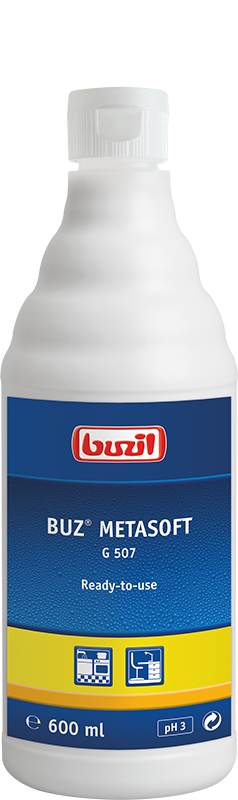 buzil
BUZ® METASOFT
G 507
Ready-to-use
℮ 600 ml
pH 3